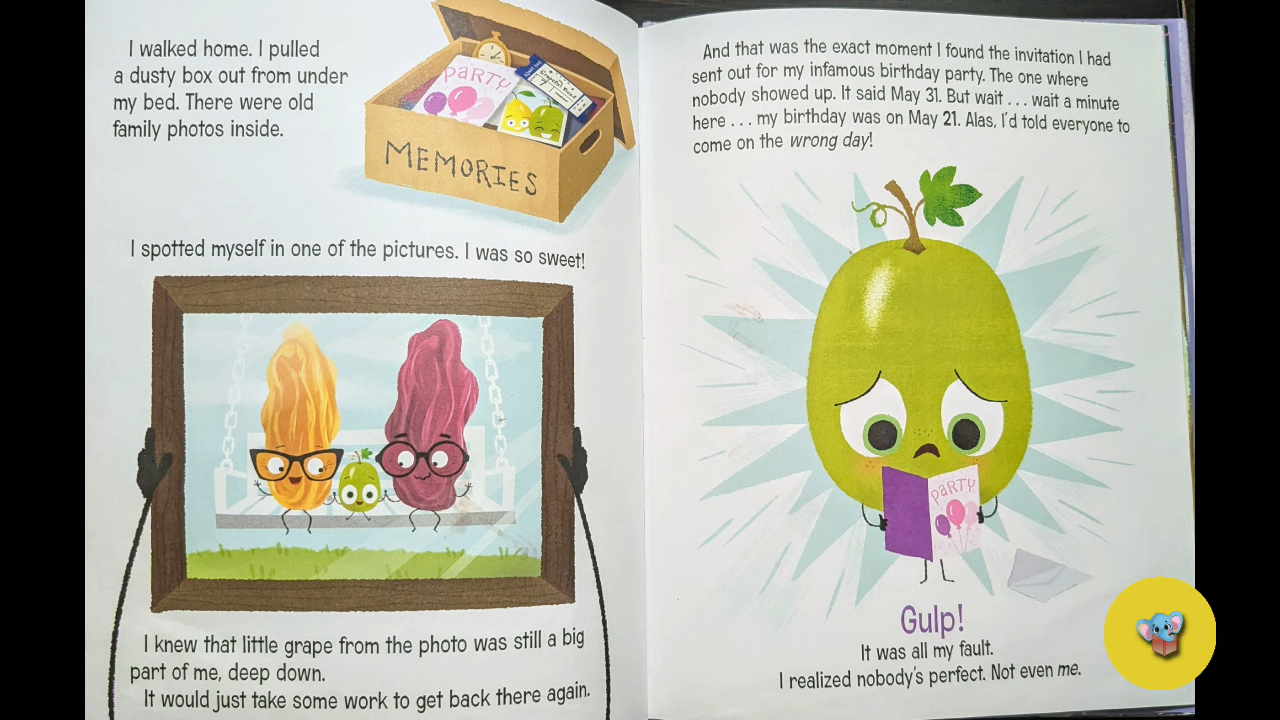 I walked home. I pulled
a dusty box out from under
my bed. There were old
family photos inside.
PARTY
MEMORIES
I spotted myself in one of the pictures. I was so sweet!
I knew that little grape from the photo was still a big
part of me, deep down.
It would just take some work to get back there again.
And that was the exact moment I found the invitation I had
sent out for my infamous birthday party. The one where
nobody showed up. It said May 31. But wait . . . wait a minute
here . . . my birthday was on May 21. Alas, I'd told everyone to
come on the wrong day!
PARTY
Gulp!
It was all my fault.
I realized nobody's perfect. Not even me.